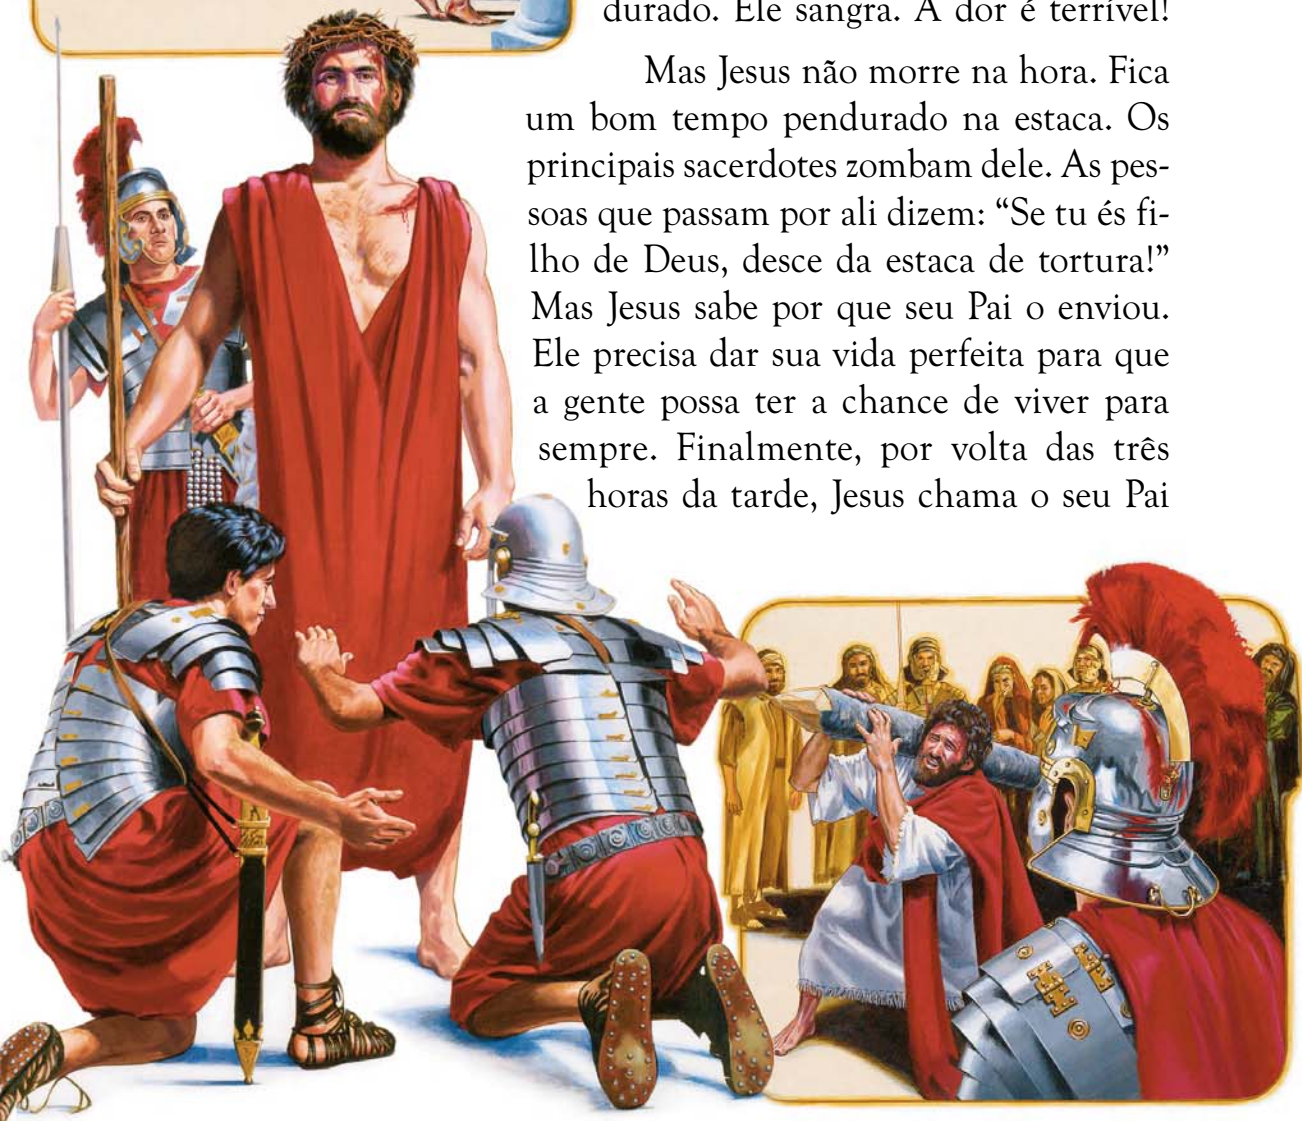 durado. Ele sangra. A dor é terrível!
Mas Jesus não morre na hora. Fica
um bom tempo pendurado na estaca. Os
principais sacerdotes zombam dele. As pes-
soas que passam por ali dizem: “Se tu és fi-
lho de Deus, desce da estaca de tortura!”
Mas Jesus sabe por que seu Pai o enviou.
Ele precisa dar sua vida perfeita para que
a gente possa ter a chance de viver para
sempre. Finalmente, por volta das três
horas da tarde, Jesus chama o seu Pai